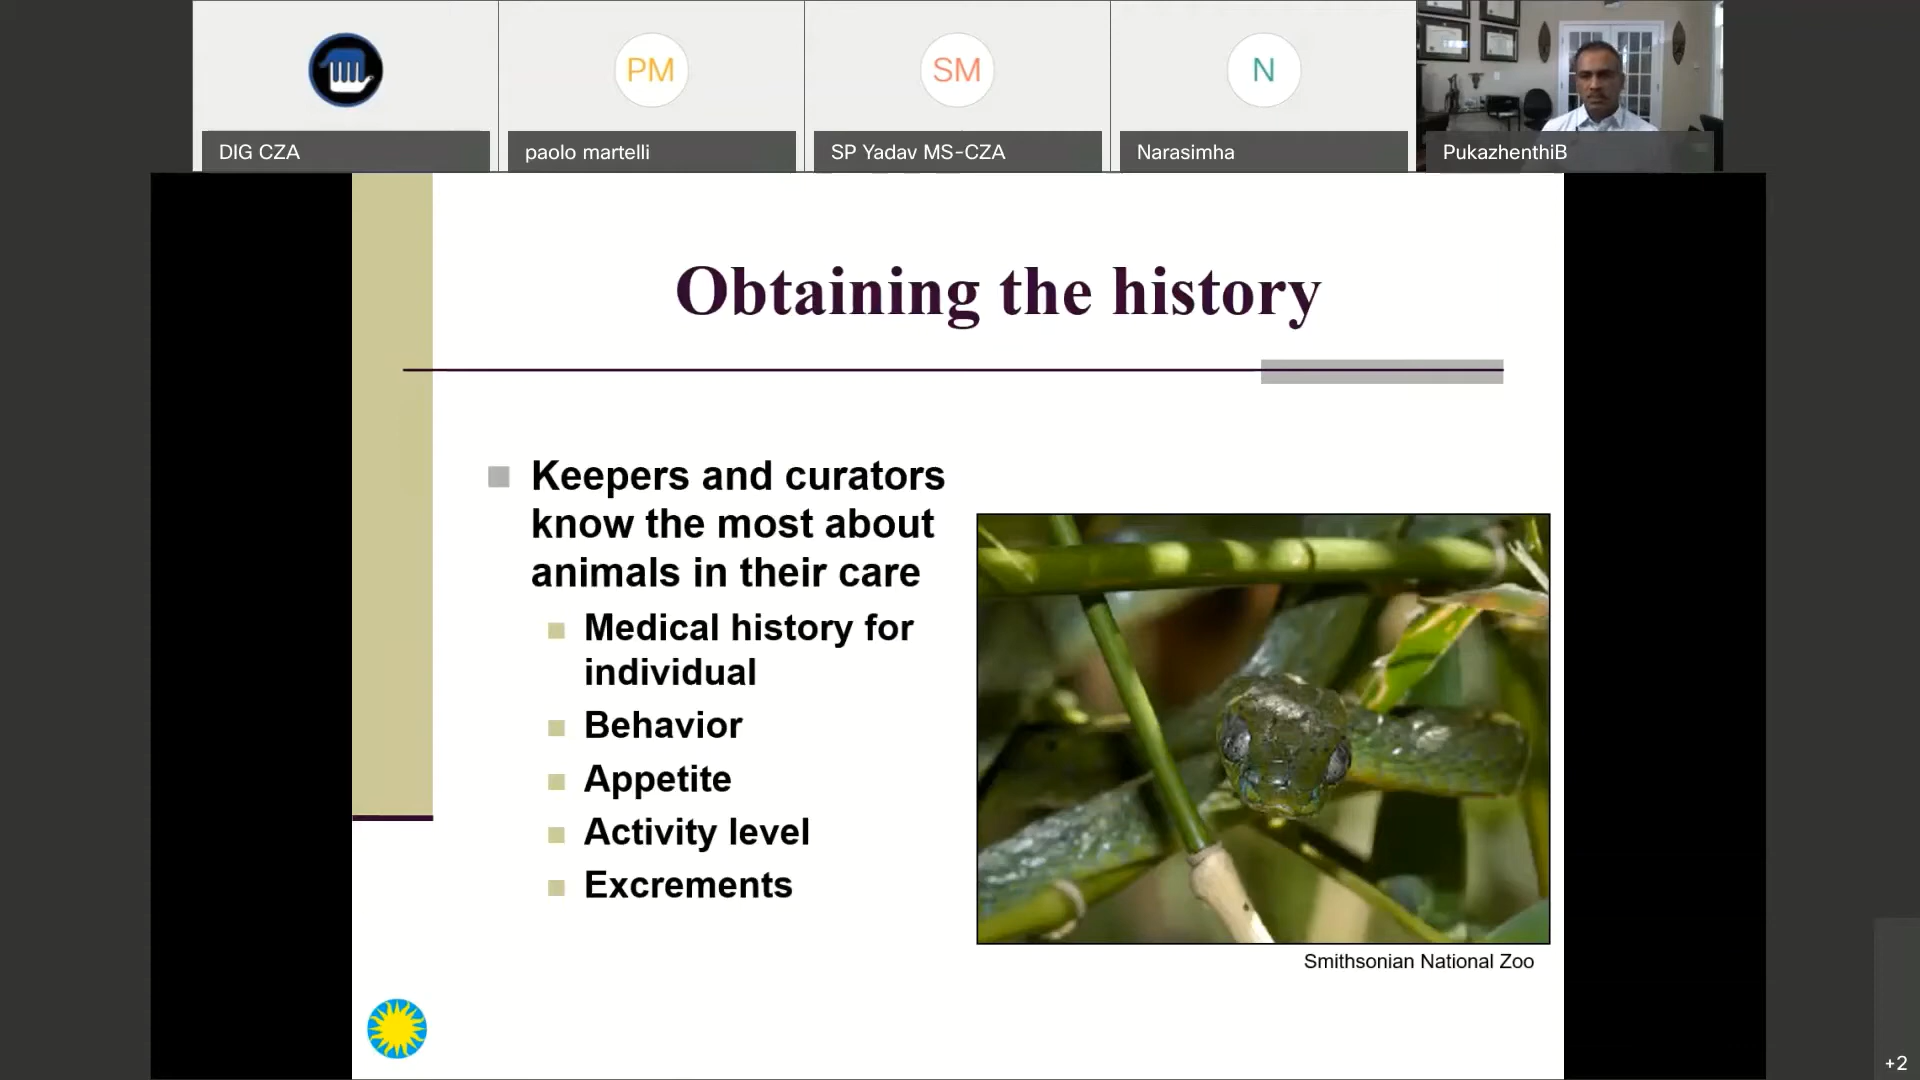 PM
SM
N
DIG CZA
paolo martelli
SP Yadav MS-CZA
Narasimha
PukazhenthiB
Obtaining the history
Keepers and curators
know the most about
animals in their care
Medical history for
individual
Behavior
Appetite
Activity level
Excrements
Smithsonian National Zoo
+2